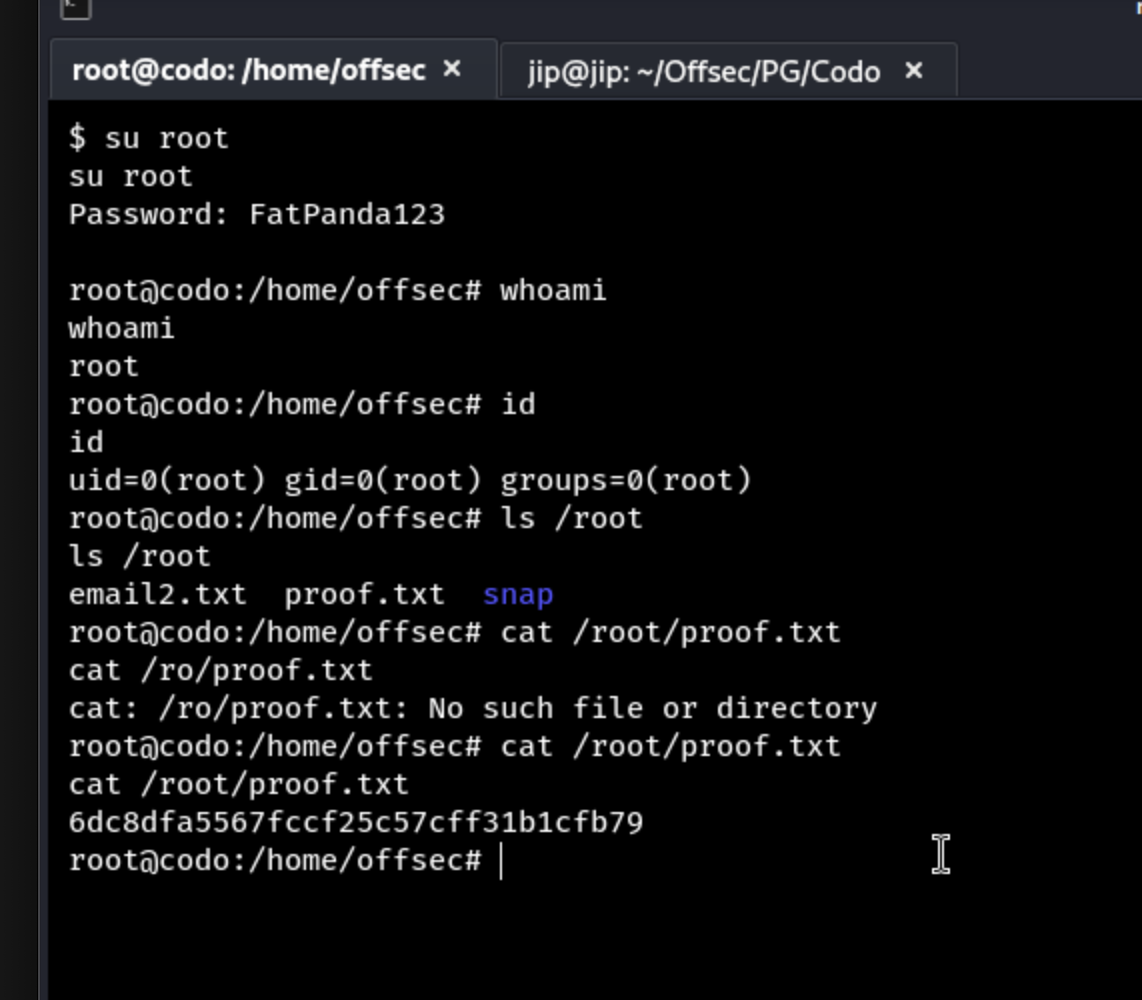 root@codo: /home/offsec ×
jip@jip: ~/Offsec/PG/Codo ×
$ su root
su root
Password: FatPanda123
root@codo:/home/offsec# whoami
whoami
root
root@codo:/home/offsec# id
id
uid=0(root) gid=0(root) groups=0(root)
root@codo:/home/offsec# ls /root
ls /root
email2.txt  proof.txt  snap
root@codo:/home/offsec# cat /root/proof.txt
cat /ro/proof.txt
cat: /ro/proof.txt: No such file or directory
root@codo:/home/offsec# cat /root/proof.txt
cat /root/proof.txt
6dc8dfa5567fccf25c57cff31b1cfb79
root@codo:/home/offsec#